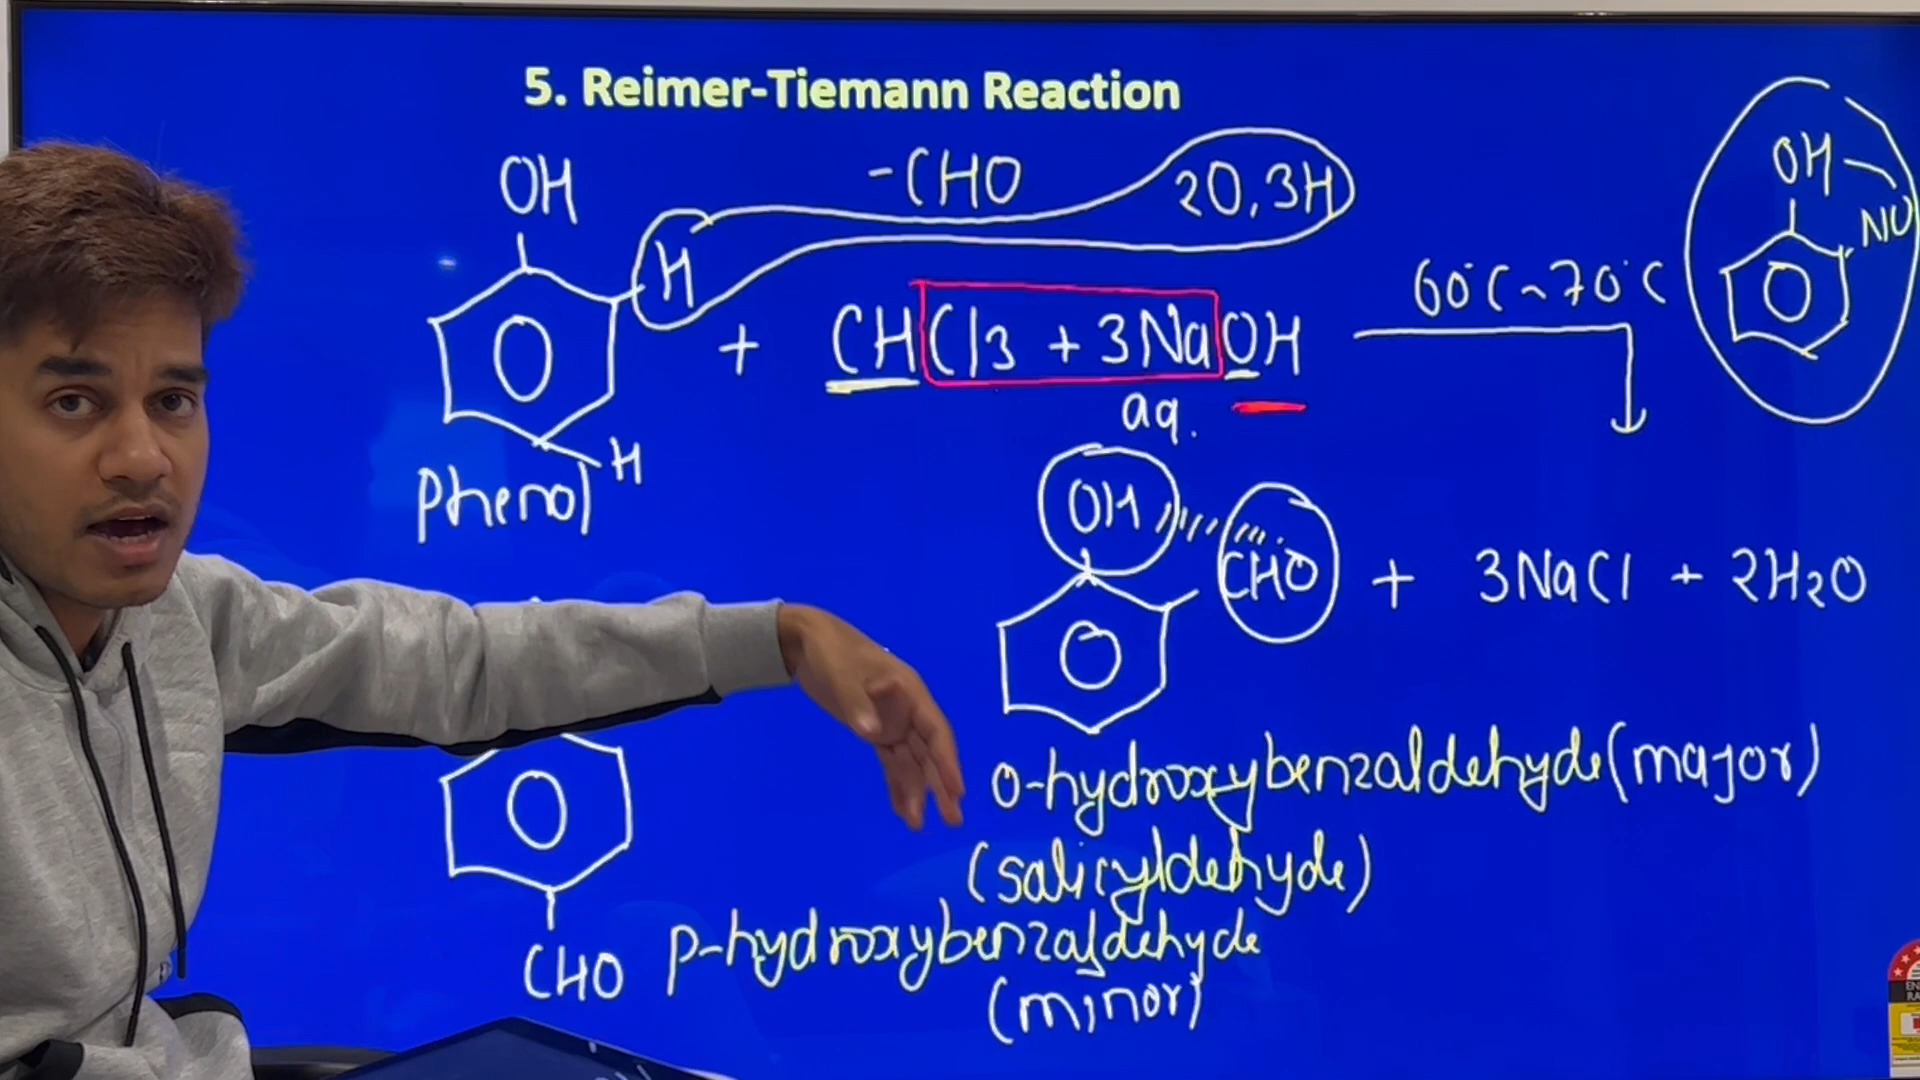 5. Reimer-Tiemann Reaction
OH
-CHO
2O, 3H
H
+ CHCl3 + 3NaOH
aq.
60°C ~ 70°C
OH
NO
H
Phenol
OH
CHO + 3NaCl + 2H2O
o-hydroxybenzaldehyde (major)
(salicyldehyde)
CHO
p-hydroxybenzaldehyde
(minor)